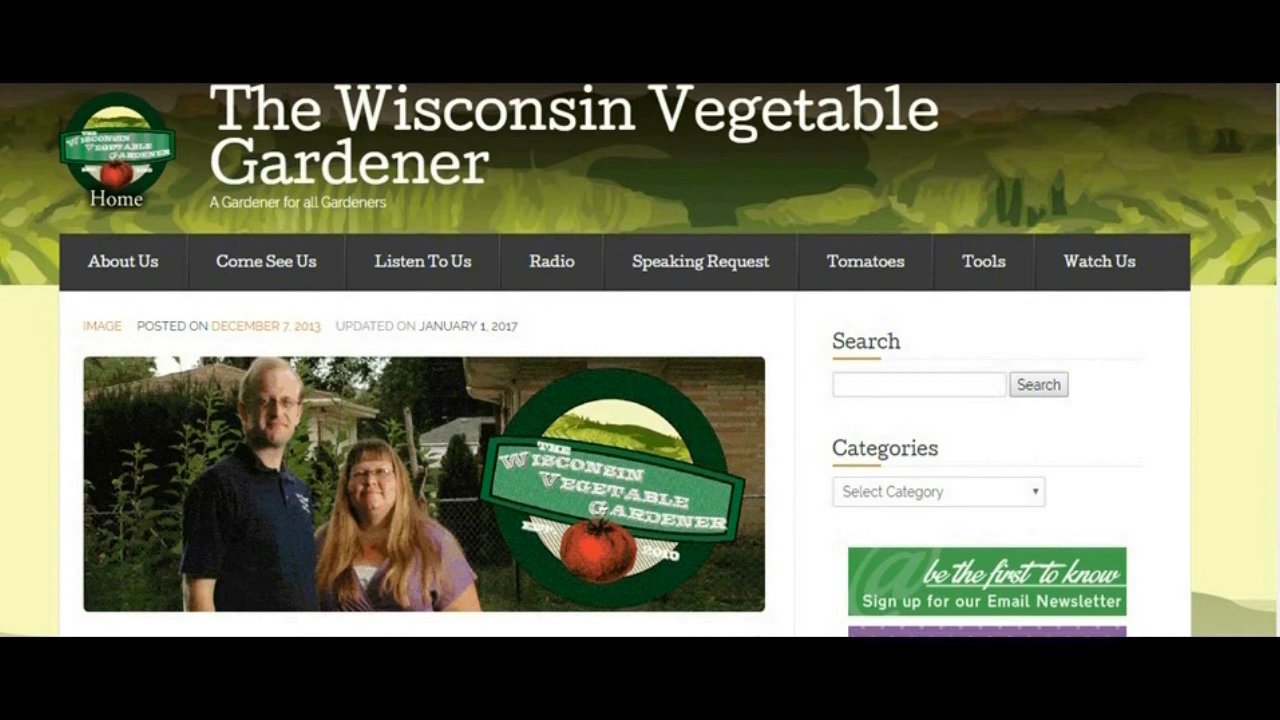 The Wisconsin Vegetable
Gardener
A Gardener for all Gardeners
THE
WISCONSIN
VEGETABLE
GARDENER
Home
About Us
Come See Us
Listen To Us
Radio
Speaking Request
Tomatoes
Tools
Watch Us
IMAGE POSTED ON DECEMBER 7, 2013 UPDATED ON JANUARY 1, 2017
THE
WISCONSIN
VEGETABLE
GARDENER
EST. 2010
Search
Search
Categories
Select Category
@
be the first to know
Sign up for our Email Newsletter